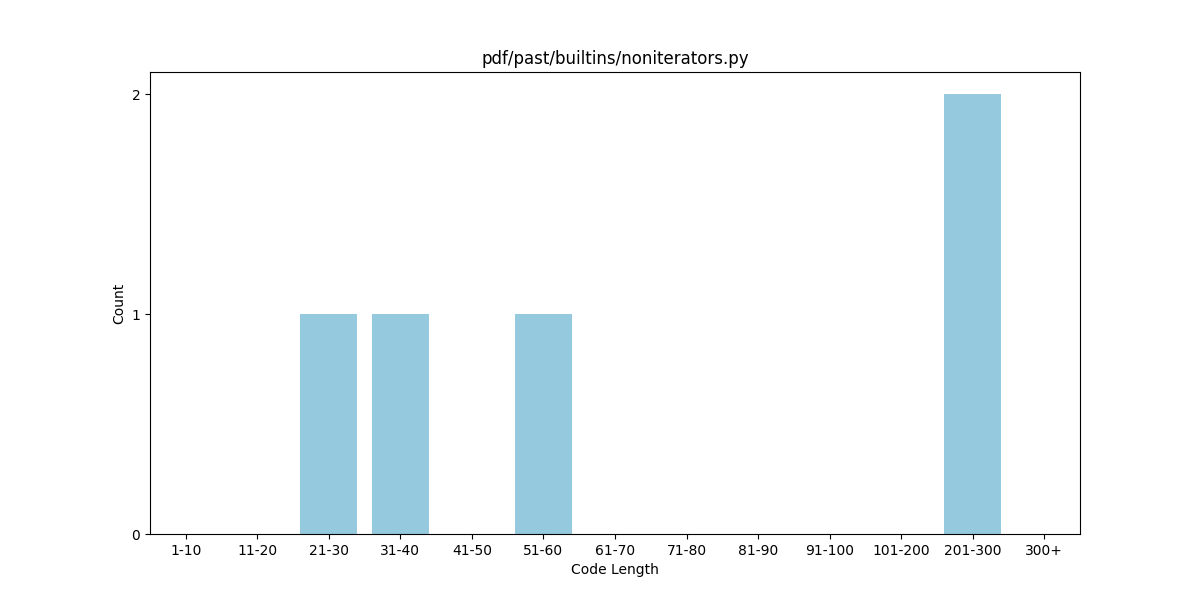 pdf/past/builtins/noniterators.py
2
1
0
Count
1-10 11-20 21-30 31-40 41-50 51-60 61-70 71-80 81-90 91-100 101-200 201-300 300+
Code Length